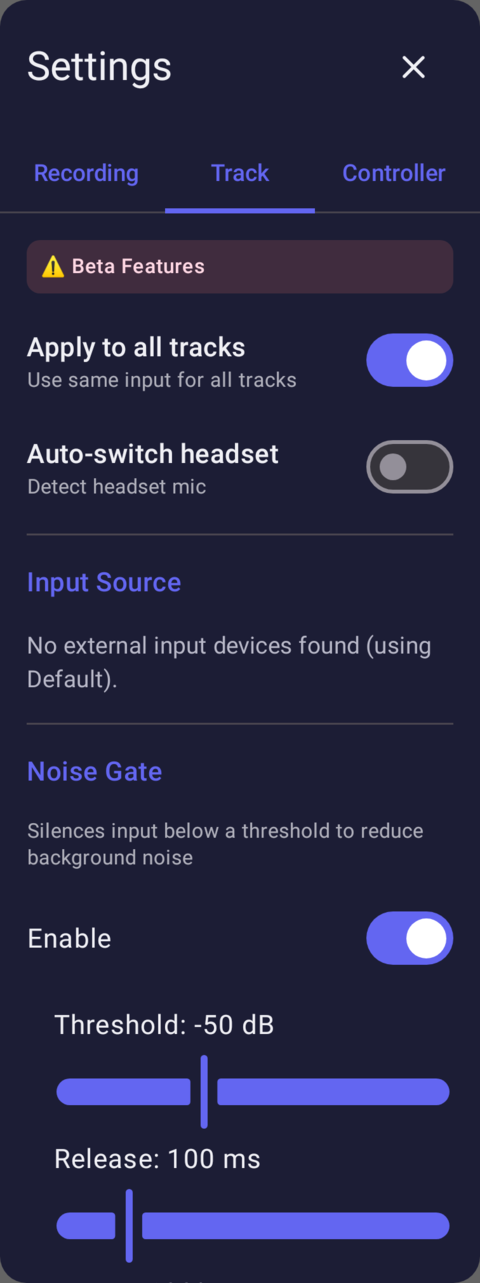 Settings
Recording
Track
Controller
⚠️ Beta Features
Apply to all tracks
Use same input for all tracks
Auto-switch headset
Detect headset mic
Input Source
No external input devices found (using
Default).
Noise Gate
Silences input below a threshold to reduce
background noise
Enable
Threshold: -50 dB
Release: 100 ms